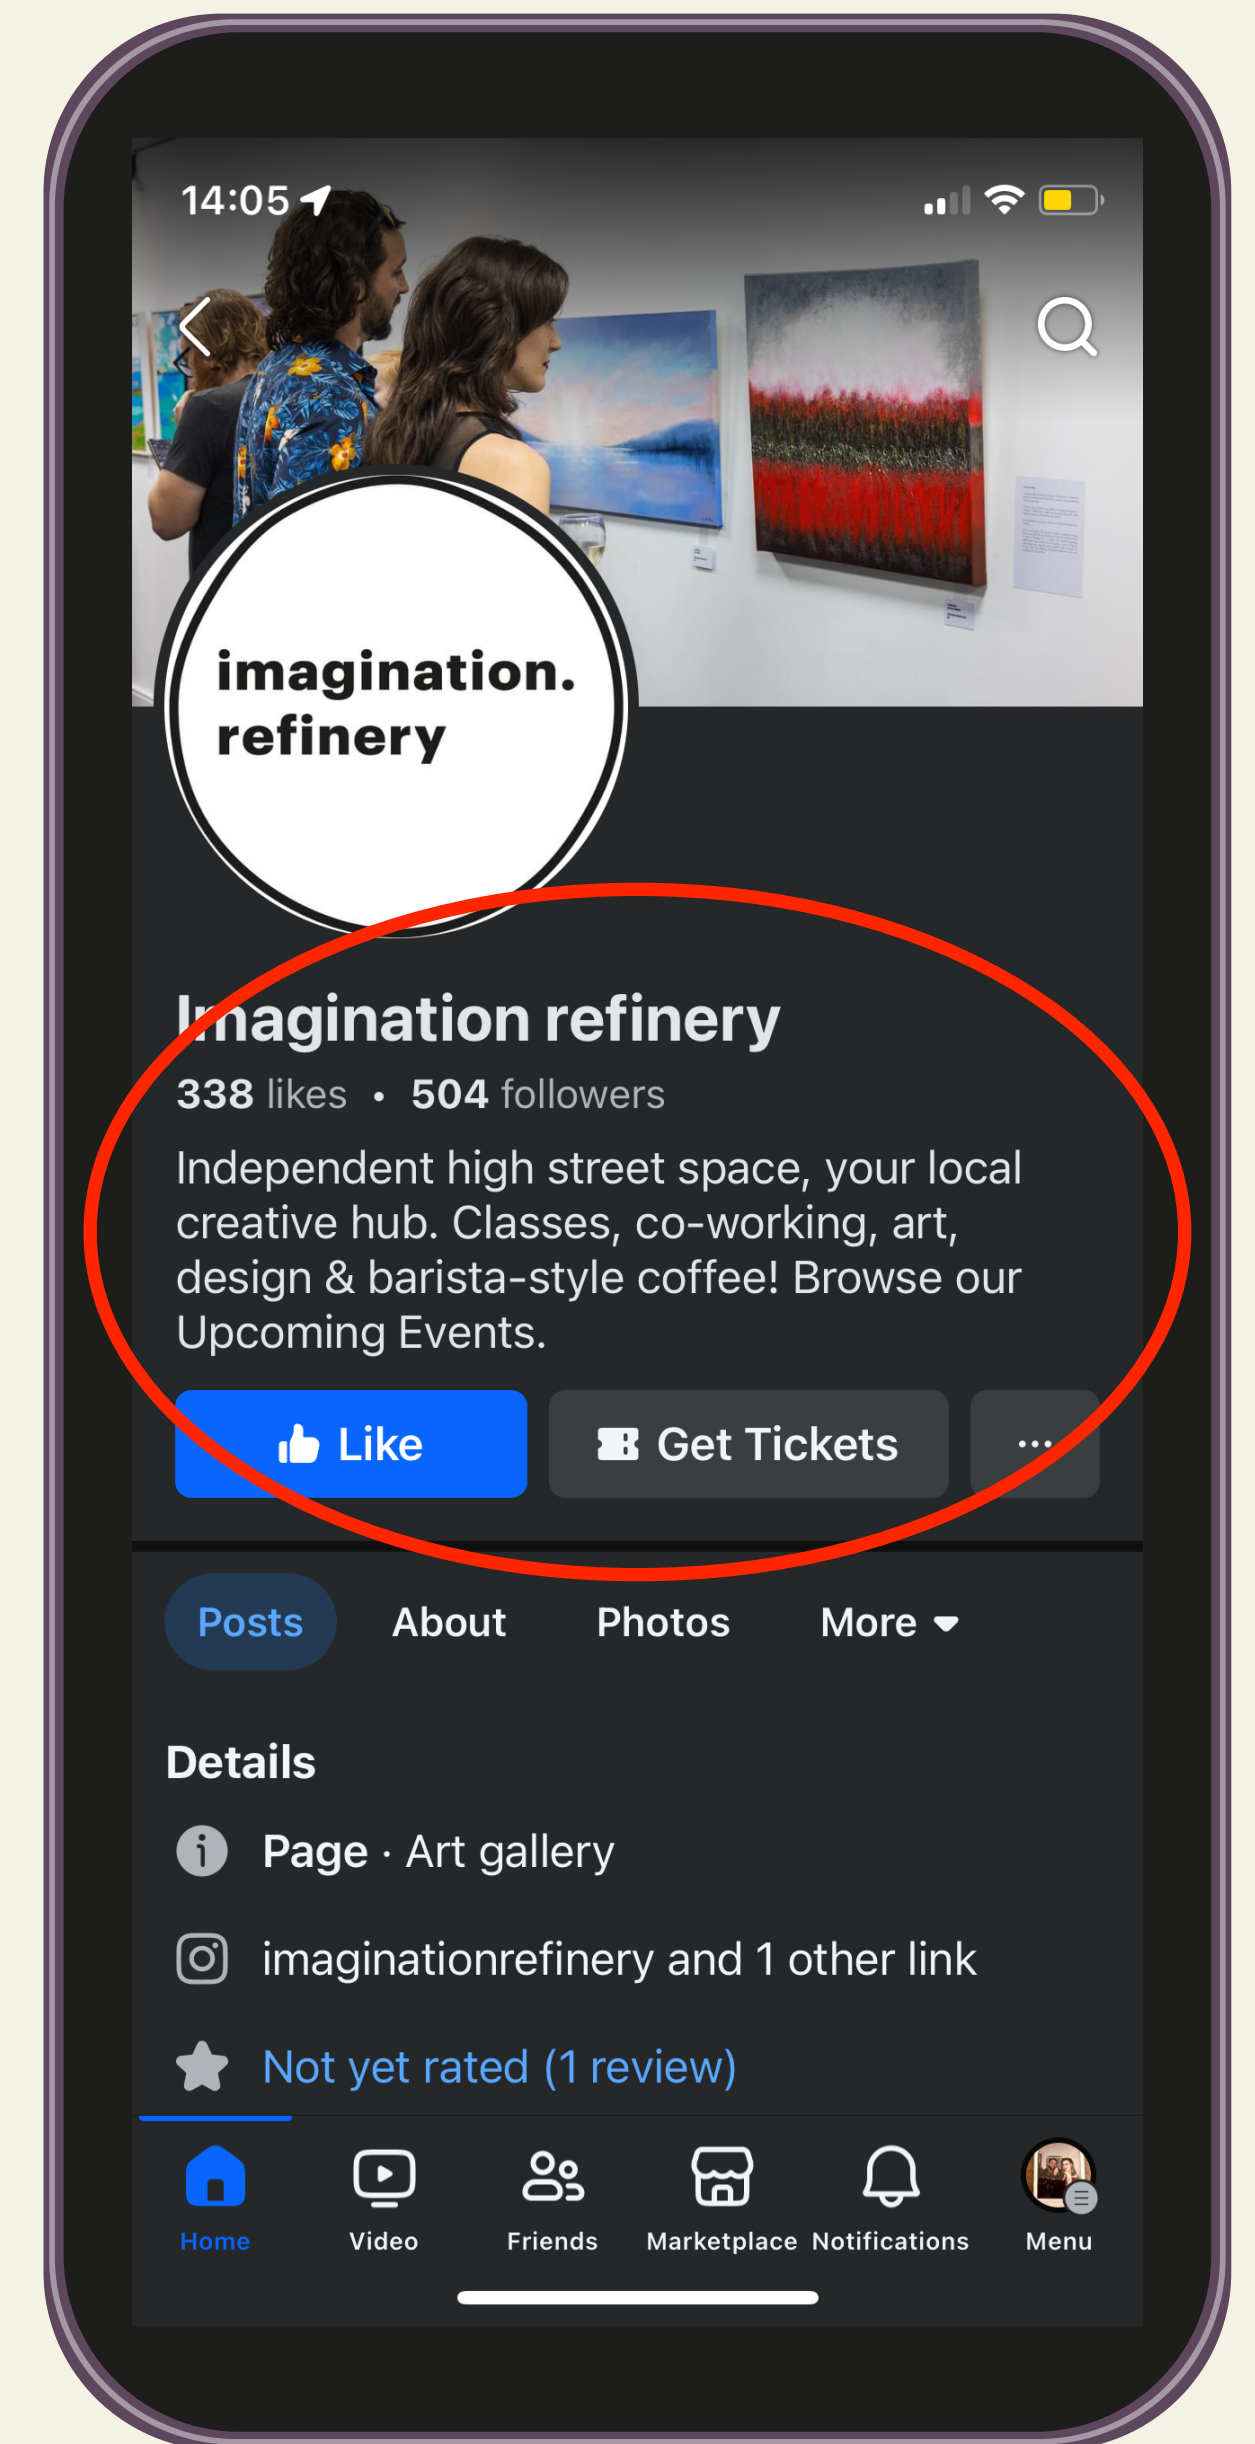 14:05
imagination.
refinery
Imagination refinery
338 likes • 504 followers
Independent high street space, your local
creative hub. Classes, co-working, art,
design & barista-style coffee! Browse our
Upcoming Events.
Like
Get Tickets
Posts
About
Photos
More
Details
Page · Art gallery
imaginationrefinery and 1 other link
Not yet rated (1 review)
Home
Video
Friends
Marketplace
Notifications
Menu